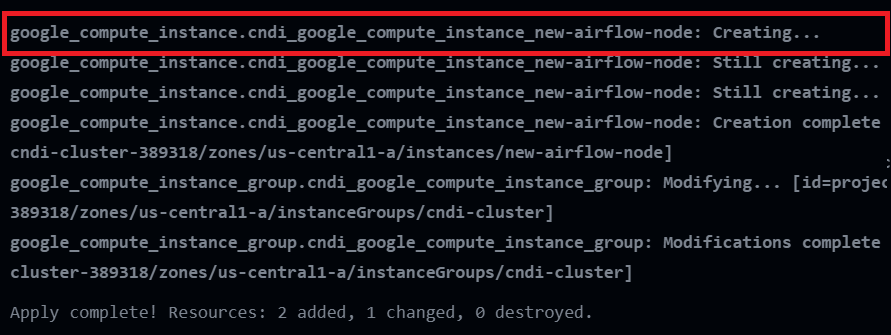 google_compute_instance.cndi_google_compute_instance_new-airflow-node: Creating...
google_compute_instance.cndi_google_compute_instance_new-airflow-node: Still creating...
google_compute_instance.cndi_google_compute_instance_new-airflow-node: Still creating...
google_compute_instance.cndi_google_compute_instance_new-airflow-node: Creation complete
cndi-cluster-389318/zones/us-central1-a/instances/new-airflow-node]
google_compute_instance_group.cndi_google_compute_instance_group: Modifying... [id=projec
389318/zones/us-central1-a/instanceGroups/cndi-cluster]
google_compute_instance_group.cndi_google_compute_instance_group: Modifications complete
cluster-389318/zones/us-central1-a/instanceGroups/cndi-cluster]
Apply complete! Resources: 2 added, 1 changed, 0 destroyed.